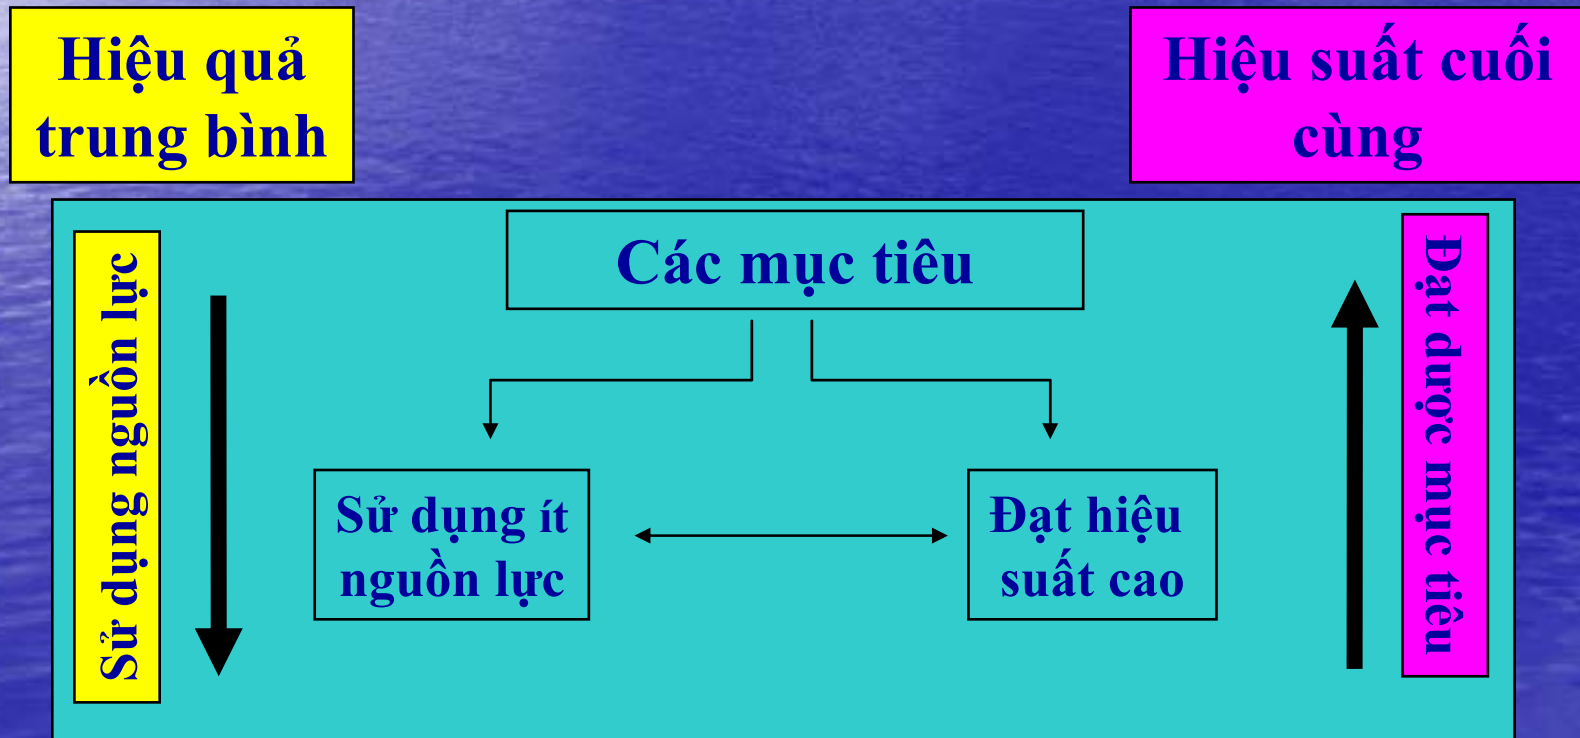 Hiệu quả
trung bình
Hiệu suất cuối
cùng
Các mục tiêu
Sử dụng nguồn lực
Sử dụng ít
nguồn lực
Đạt hiệu
suất cao
Đạt dược mục tiêu